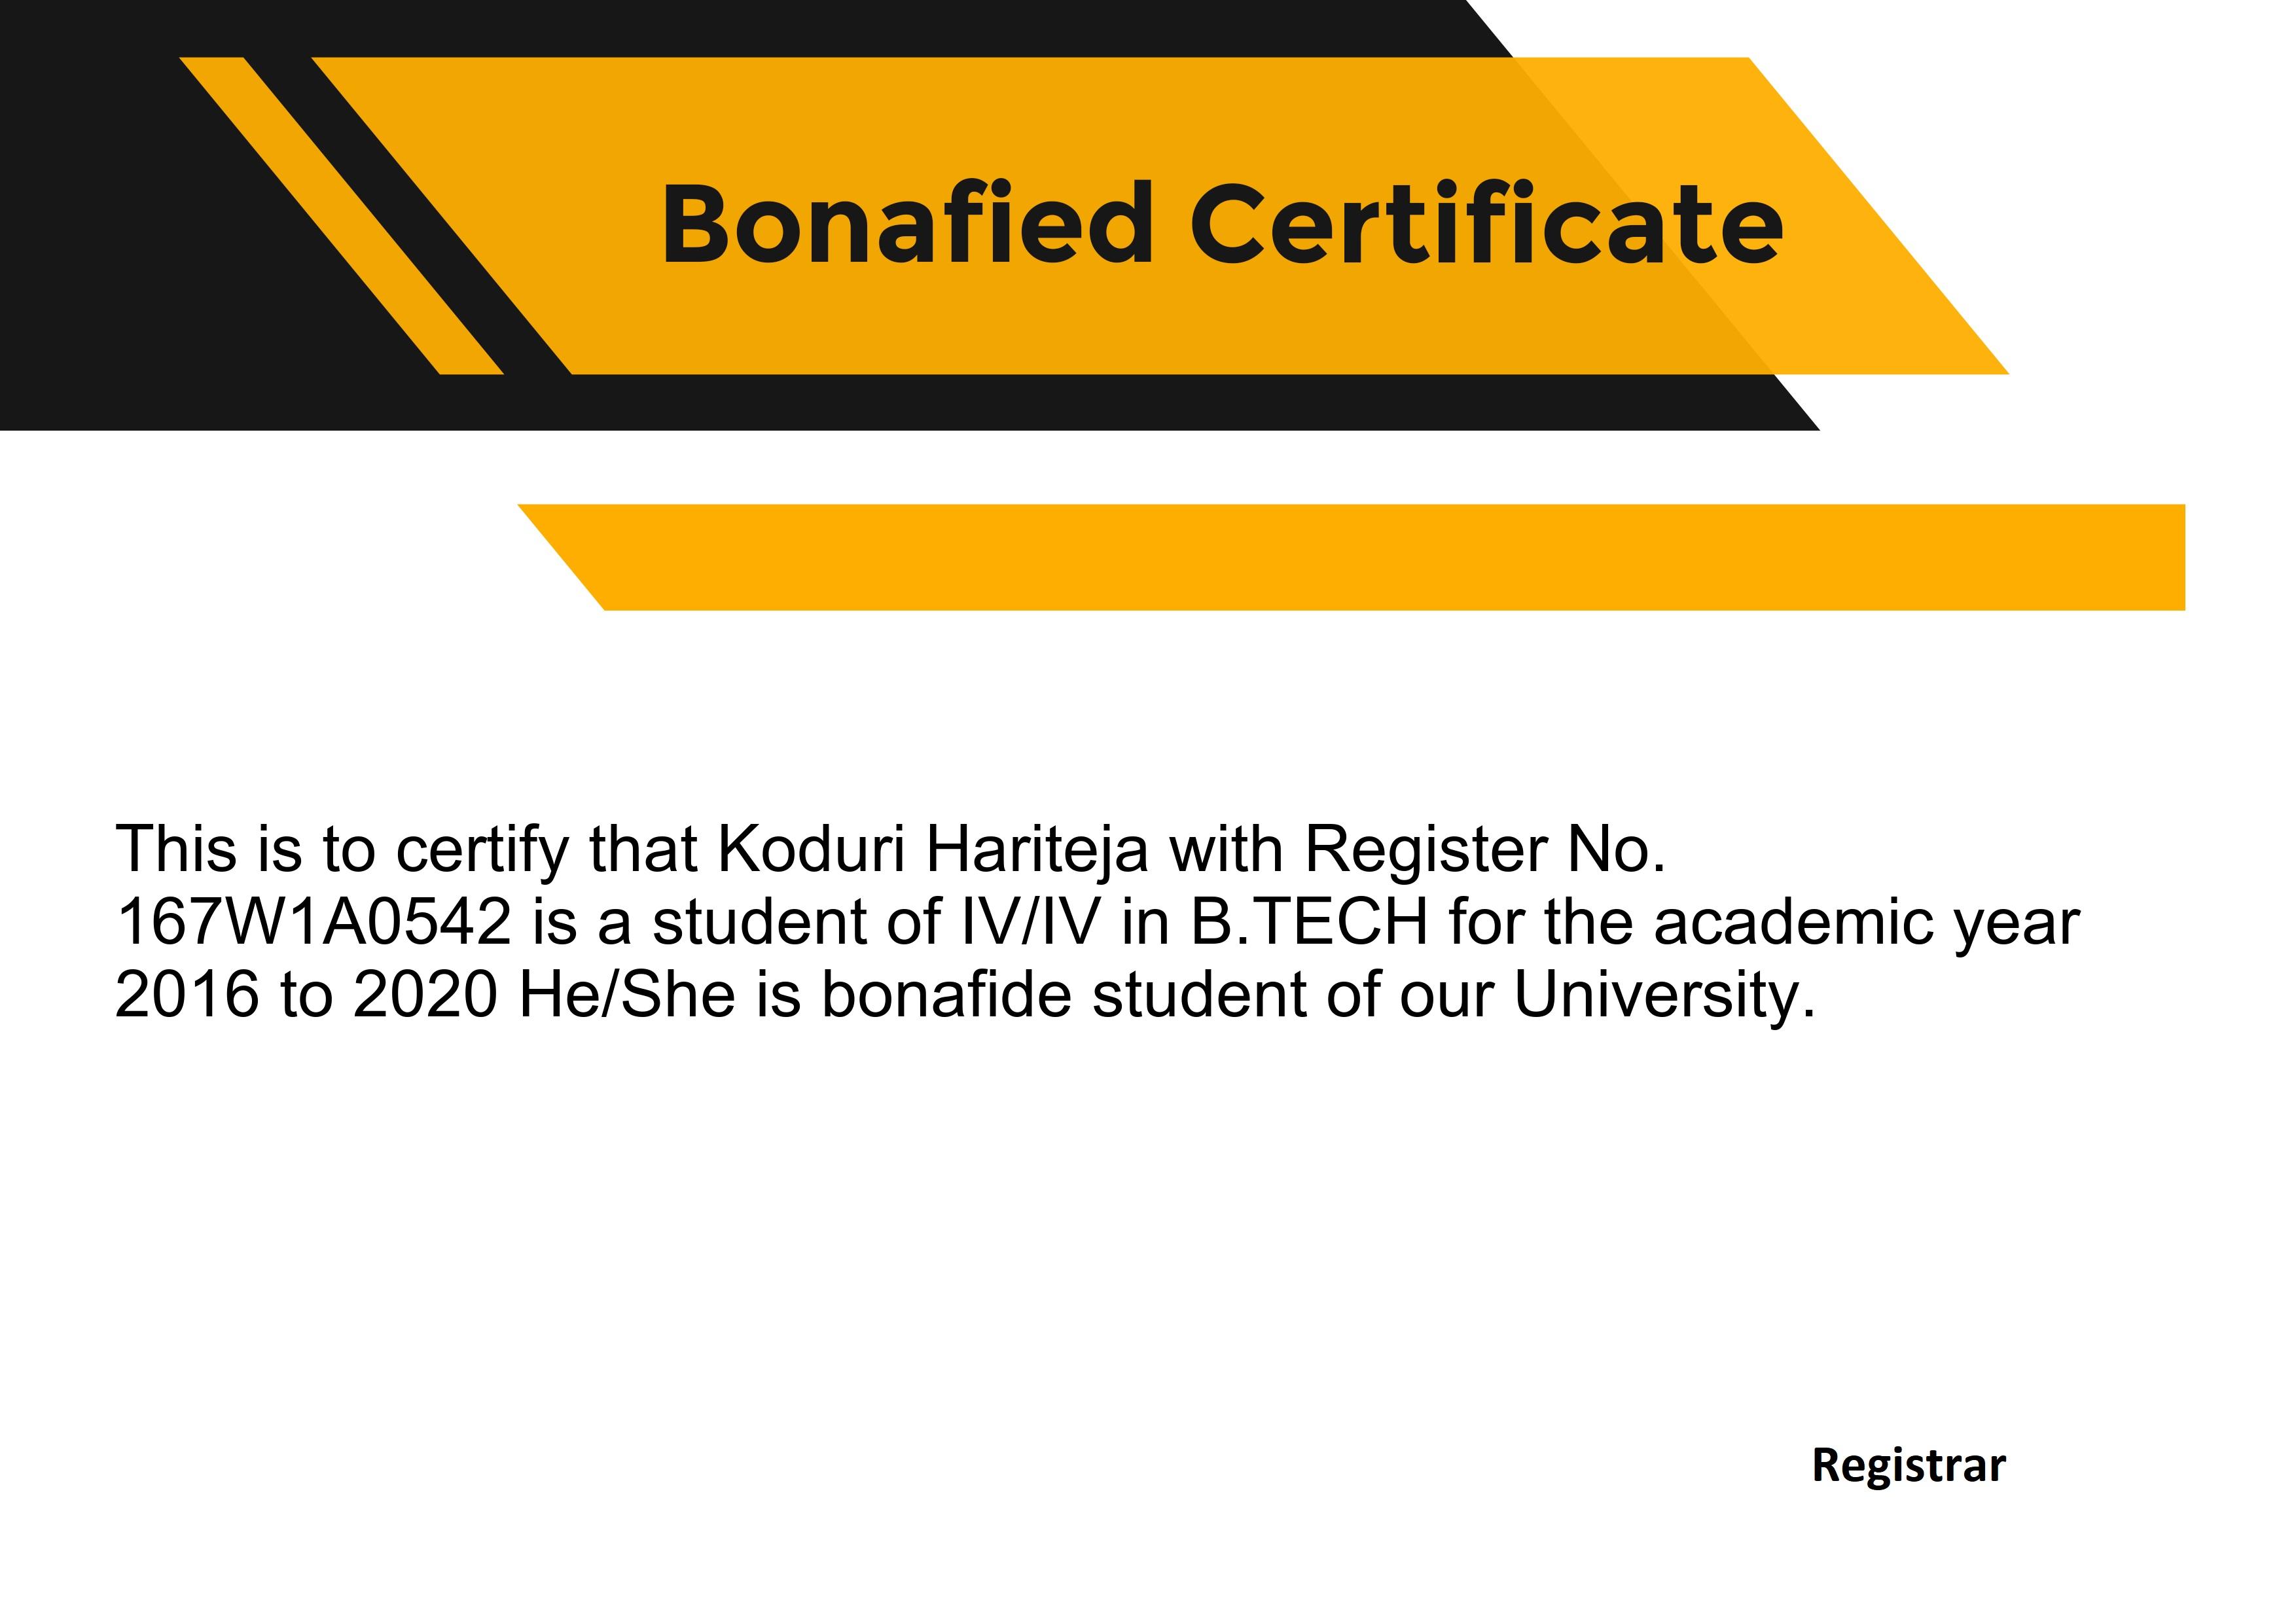 Bonafied Certificate
This is to certify that Koduri Hariteja with Register No.
167W1A0542 is a student of IV/IV in B.TECH for the academic year
2016 to 2020 He/She is bonafide student of our University.
Registrar